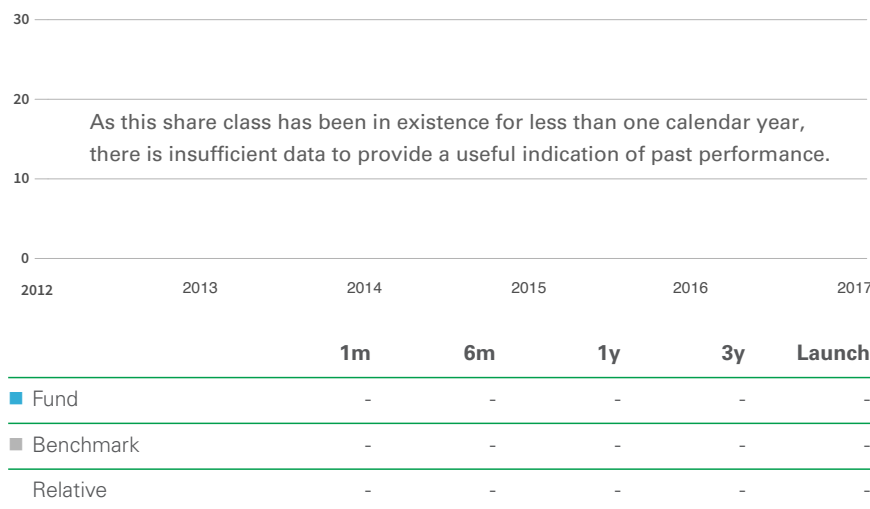 30
20
As this share class has been in existence for less than one calendar year,
there is insufficient data to provide a useful indication of past performance.
10
0
2012 2013 2014 2015 2016 2017
1m 6m 1y 3y Launch
Fund - - - - -
Benchmark - - - - -
Relative - - - - -